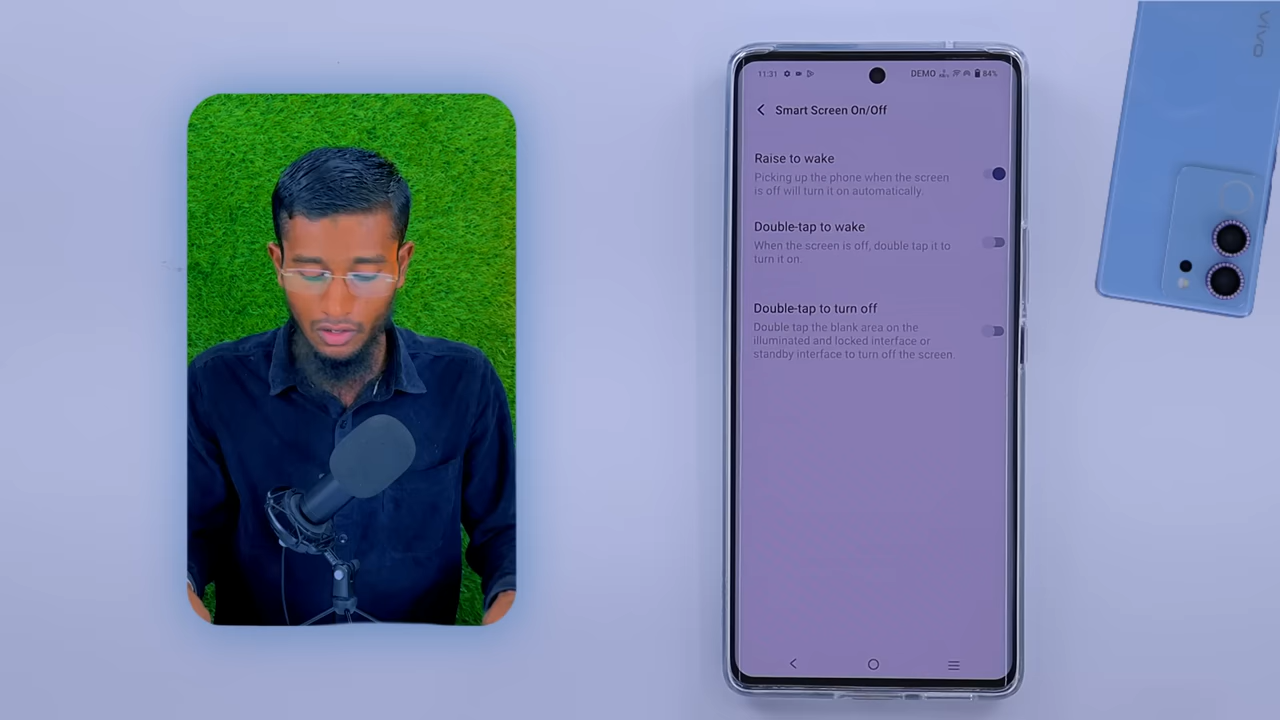 vivo
11:31
DEMO
84%
Smart Screen On/Off
Raise to wake
Picking up the phone when the screen
is off will turn it on automatically.
Double-tap to wake
When the screen is off, double tap it to
turn it on.
Double-tap to turn off
Double tap the blank area on the
illuminated and locked interface or
standby interface to turn off the screen.